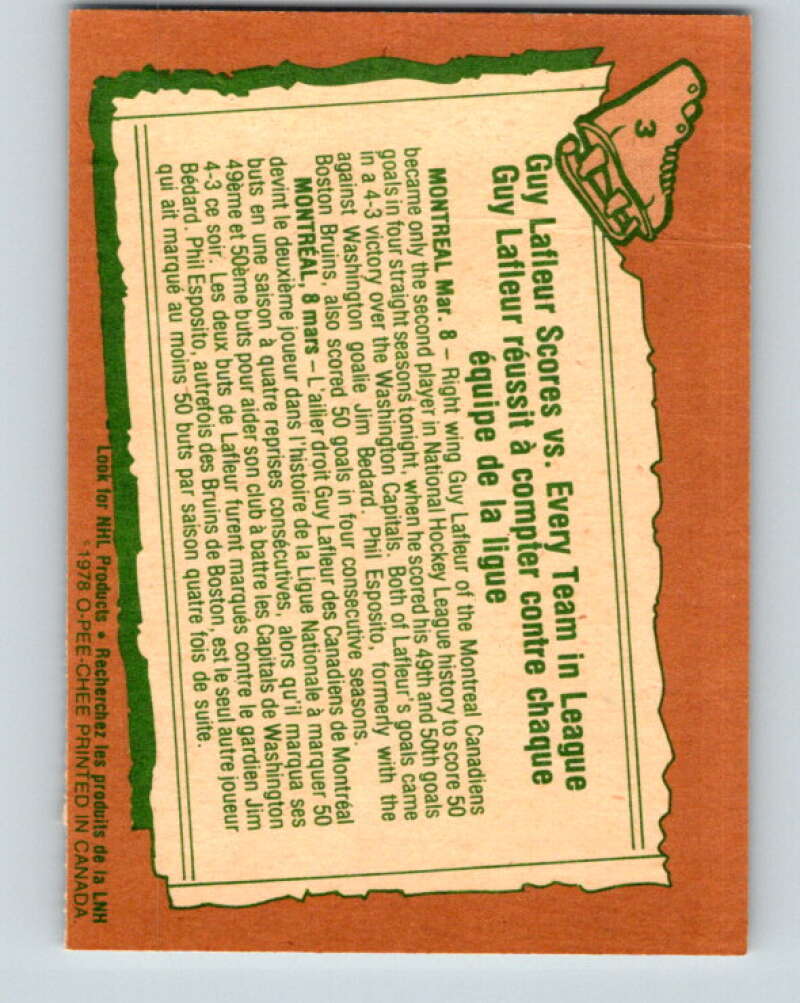 3
Guy Lafleur Scores vs. Every Team in League
Guy Lafleur réussit à compter contre chaque
équipe de la ligue
MONTREAL Mar. 8 – Right wing Guy Lafleur of the Montreal Canadiens
became only the second player in National Hockey League history to score 50
goals in four straight seasons tonight, when he scored his 49th and 50th goals
in a 4-3 victory over the Washington Capitals. Both of Lafleur's goals came
against Washington goalie Jim Bedard. Phil Esposito, formerly with the
Boston Bruins, also scored 50 goals in four consecutive seasons.
MONTRÉAL, 8 mars – L'ailier droit Guy Lafleur des Canadiens de Montréal
devint le deuxième joueur dans l'histoire de la Ligue Nationale à marquer 50
buts en une saison à quatre reprises consécutives, alors qu'il marqua ses
49ème et 50ème buts pour aider son club à battre les Capitals de Washington
4-3 ce soir. Les deux buts de Lafleur furent marqués contre le gardien Jim
Bédard. Phil Esposito, autrefois des Bruins de Boston, est le seul autre joueur
qui ait marqué au moins 50 buts par saison quatre fois de suite.
Look for NHL Products • Recherchez les produits de la LNH
©1978 O-PEE-CHEE PRINTED IN CANADA.